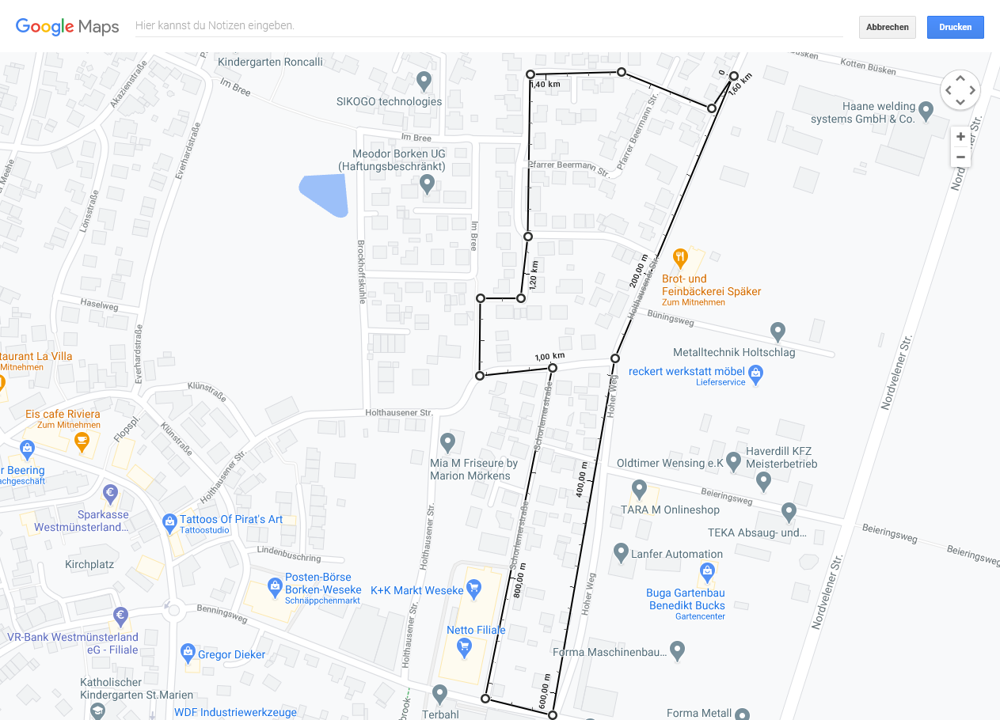 Google Maps
Hier kannst du Notizen eingeben.
Abbrechen
Drucken
Kindergarten Roncalli
Akazienstraße
Im Bree
SIKOGO technologies
1,40 km
0
1,60 km
Kotten Büsken
Haane welding
systems GmbH & Co.
Nordvelener Str.
Everhardstraße
Im Bree
Meodor Borken UG
(Haftungsbeschränkt)
Pfarrer Beermann Str.
Pfarrer Beermann Str.
Lönsstraße
Im Bree
Brockhoffskuhle
1,20 km
200,00 m
Holthausener Str.
Brot- und
Feinbäckerei Späker
Zum Mitnehmen
Haselweg
Büningsweg
Everhardstraße
taurant La Villa
Mitnehmen
1,00 km
Metalltechnik Holtschlag
reckert werkstatt möbel
Lieferservice
Nordvelener Str.
Klünstraße
Hoher Weg
Schorlemerstraße
Eis cafe Riviera
Zum Mitnehmen
Flopspl.
Klünstraße
Holthausener Str.
r Beering
achgeschäft
Holthausener Str.
Mia M Friseure by
Marion Mörkens
400,00 m
Oldtimer Wensing e.K
Haverdill KFZ
Meisterbetrieb
Beieringsweg
TARA M Onlineshop
Sparkasse
Westmünsterland...
Tattoos Of Pirat's Art
Tattoostudio
Holthausener Str.
Schorlemerstraße
TEKA Absaug- und...
Beieringsweg
Beieringsweg
Lindenbuschring
Kirchplatz
Lanfer Automation
Posten-Börse
Borken-Weseke
Schnäppchenmarkt
K+K Markt Weseke
800,00 m
Hoher Weg
Buga Gartenbau
Benedikt Bucks
Gartencenter
Nordvelener Str.
Benningsweg
VR-Bank Westmünsterland
eG - Filiale
Netto Filiale
Gregor Dieker
Holthausener Str.
Forma Maschinenbau...
Katholischer
Kindergarten St.Marien
WDF Industriewerkzeuge
Terbahl
600,00 m
Forma Metall